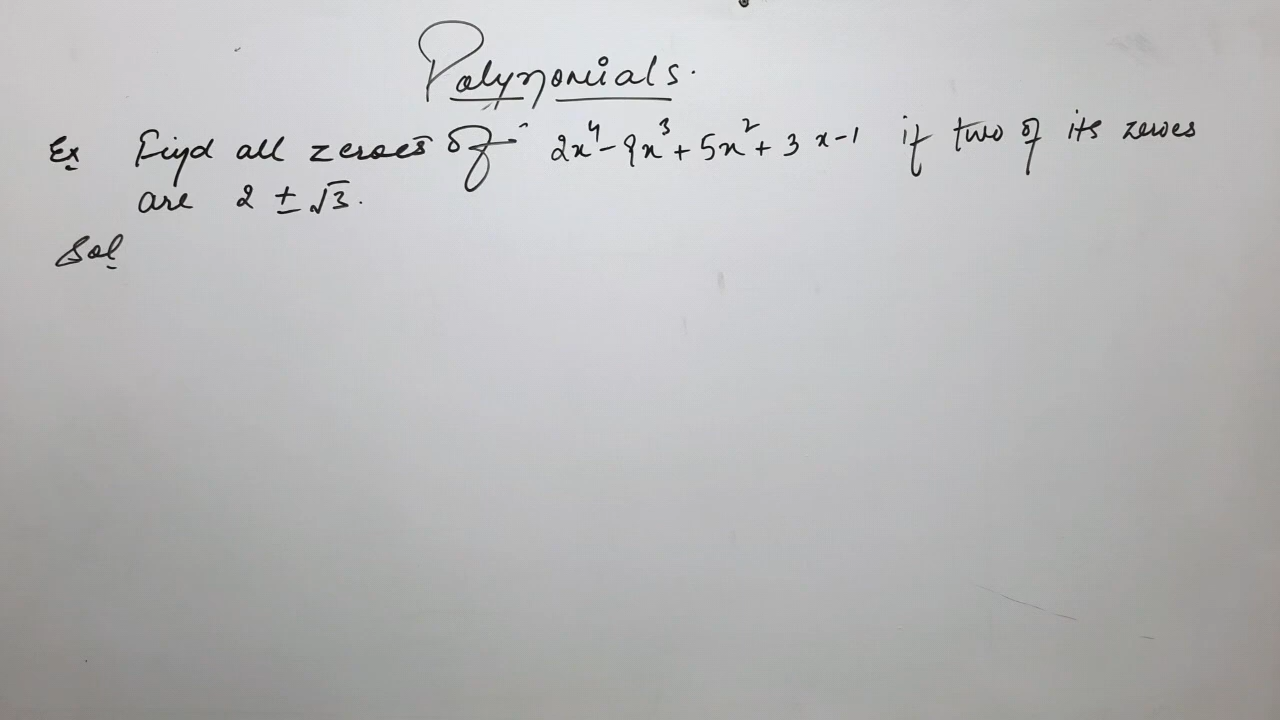 Polynomials.
Ex Find all zeroes of 2x⁴-9x³+5x²+3x-1 if two of its zeroes
are 2 ± √3.
Sol